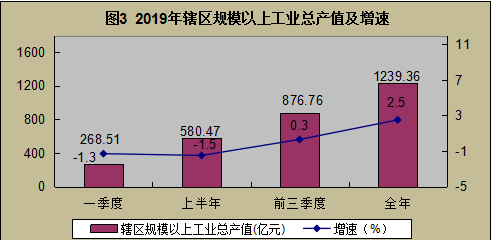 图3 2019年辖区规模以上工业总产值及增速
1600
1200
800
400
0
11
7
3
-1
-5
268.51
580.47
876.76
1239.36
-1.3
-1.5
0.3
2.5
一季度
上半年
前三季度
全年
辖区规模以上工业总产值(亿元)
增速（%）